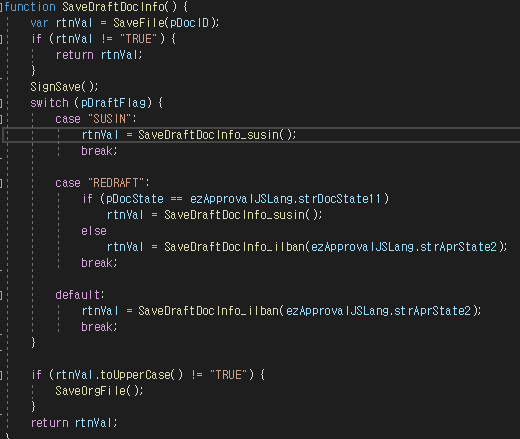 function SaveDraftDocInfo() {
    var rtnVal = SaveFile(pDocID);
    if (rtnVal != "TRUE") {
        return rtnVal;
    }
    SignSave();
    switch (pDraftFlag) {
        case "SUSIN":
            rtnVal = SaveDraftDocInfo_susin();
            break;

        case "REDRAFT":
            if (pDocState == ezApprovalJSLang.strDocState11)
                rtnVal = SaveDraftDocInfo_susin();
            else
                rtnVal = SaveDraftDocInfo_ilban(ezApprovalJSLang.strAprState2);
            break;

        default:
            rtnVal = SaveDraftDocInfo_ilban(ezApprovalJSLang.strAprState2);
            break;
    }

    if (rtnVal.toUpperCase() != "TRUE") {
        SaveOrgFile();
    }
    return rtnVal;
}